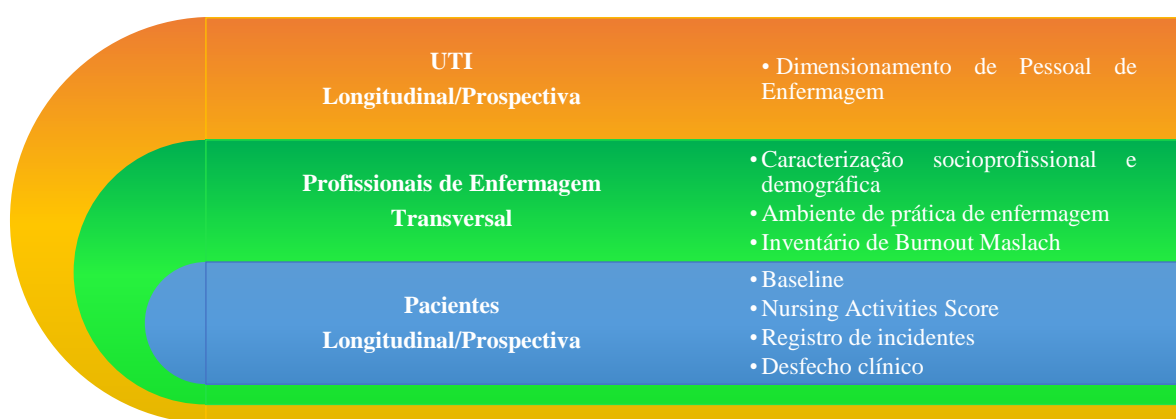 UTI
Longitudinal/Prospectiva
• Dimensionamento de Pessoal de
Enfermagem
Profissionais de Enfermagem
Transversal
• Caracterização socioprofissional e
demográfica
• Ambiente de prática de enfermagem
• Inventário de Burnout Maslach
Pacientes
Longitudinal/Prospectiva
• Baseline
• Nursing Activities Score
• Registro de incidentes
• Desfecho clínico